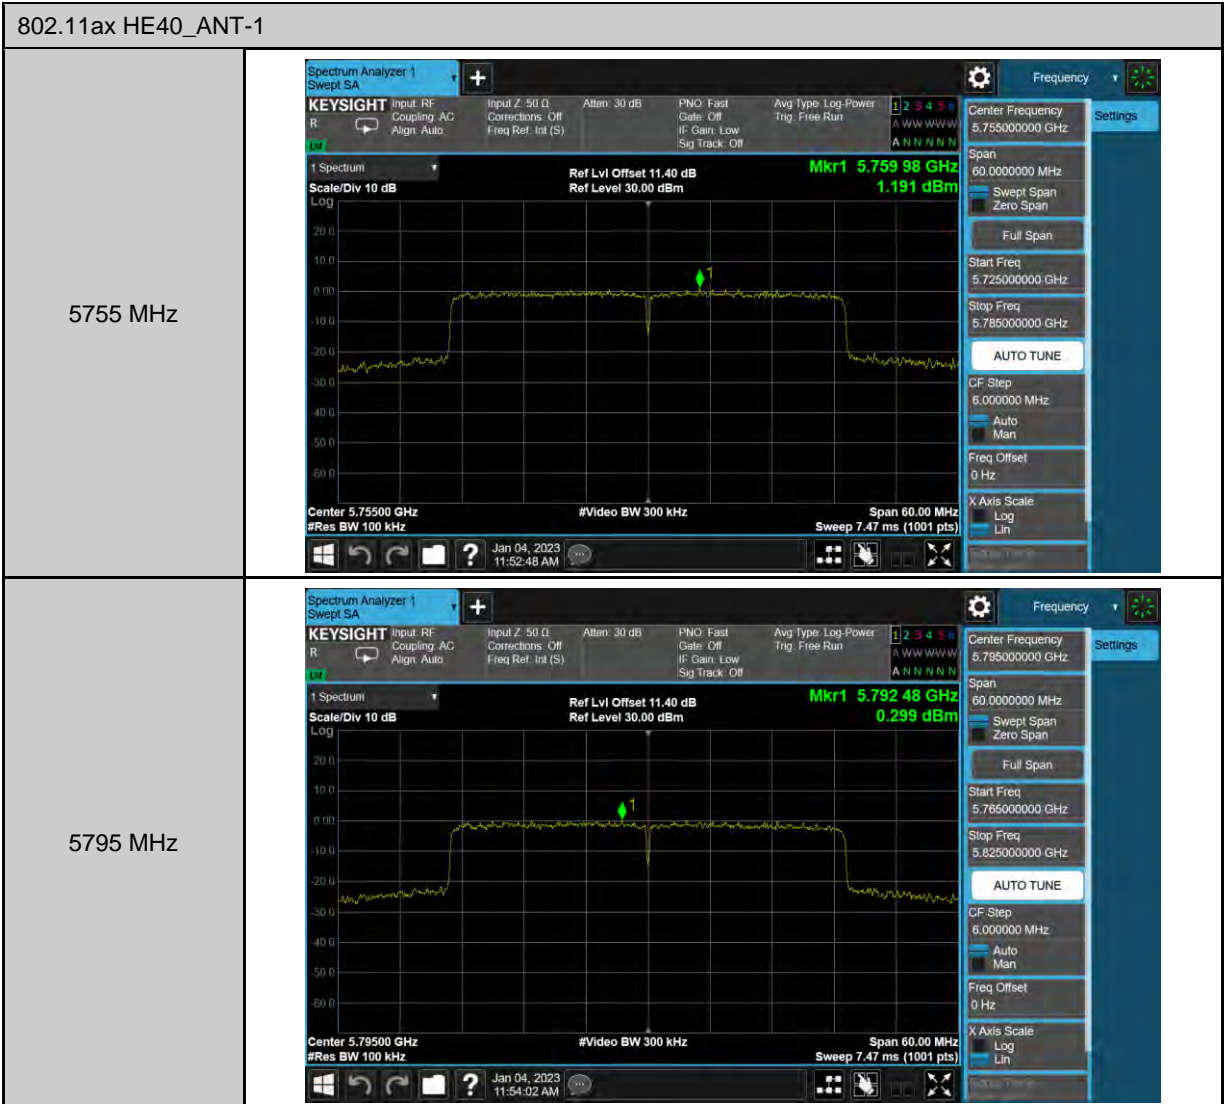 802.11ax HE40_ANT-1
5755 MHz
Spectrum Analyzer 1
Swept SA
Frequency
KEYSIGHT
R
Input: RF
Coupling: AC
Align: Auto
Input Z: 50 Ω
Corrections: Off
Freq Ref: Int (S)
Atten: 30 dB
PNO: Fast
Gate: Off
IF Gain: Low
Sig Track: Off
Avg Type: Log-Power
Trig: Free Run
1 2 3 4 5 6
A W W W W W
A N N N N N
Center Frequency
5.755000000 GHz
Settings
1 Spectrum
Scale/Div 10 dB
Log
Ref Lvl Offset 11.40 dB
Ref Level 30.00 dBm
Mkr1 5.759 98 GHz
1.191 dBm
Span
60.0000000 MHz
Swept Span
Zero Span
Full Span
Start Freq
5.725000000 GHz
Stop Freq
5.785000000 GHz
AUTO TUNE
CF Step
6.000000 MHz
Auto
Man
Freq Offset
0 Hz
X Axis Scale
Log
Lin
20.0
10.0
0.00
-10.0
-20.0
-30.0
-40.0
-50.0
-60.0
1
Center 5.75500 GHz
#Res BW 100 kHz
#Video BW 300 kHz
Span 60.00 MHz
Sweep 7.47 ms (1001 pts)
Jan 04, 2023
11:52:48 AM
5795 MHz
Spectrum Analyzer 1
Swept SA
Frequency
KEYSIGHT
R
Input: RF
Coupling: AC
Align: Auto
Input Z: 50 Ω
Corrections: Off
Freq Ref: Int (S)
Atten: 30 dB
PNO: Fast
Gate: Off
IF Gain: Low
Sig Track: Off
Avg Type: Log-Power
Trig: Free Run
1 2 3 4 5 6
A W W W W W
A N N N N N
Center Frequency
5.795000000 GHz
Settings
1 Spectrum
Scale/Div 10 dB
Log
Ref Lvl Offset 11.40 dB
Ref Level 30.00 dBm
Mkr1 5.792 48 GHz
0.299 dBm
Span
60.0000000 MHz
Swept Span
Zero Span
Full Span
Start Freq
5.765000000 GHz
Stop Freq
5.825000000 GHz
AUTO TUNE
CF Step
6.000000 MHz
Auto
Man
Freq Offset
0 Hz
X Axis Scale
Log
Lin
20.0
10.0
0.00
-10.0
-20.0
-30.0
-40.0
-50.0
-60.0
1
Center 5.79500 GHz
#Res BW 100 kHz
#Video BW 300 kHz
Span 60.00 MHz
Sweep 7.47 ms (1001 pts)
Jan 04, 2023
11:54:02 AM